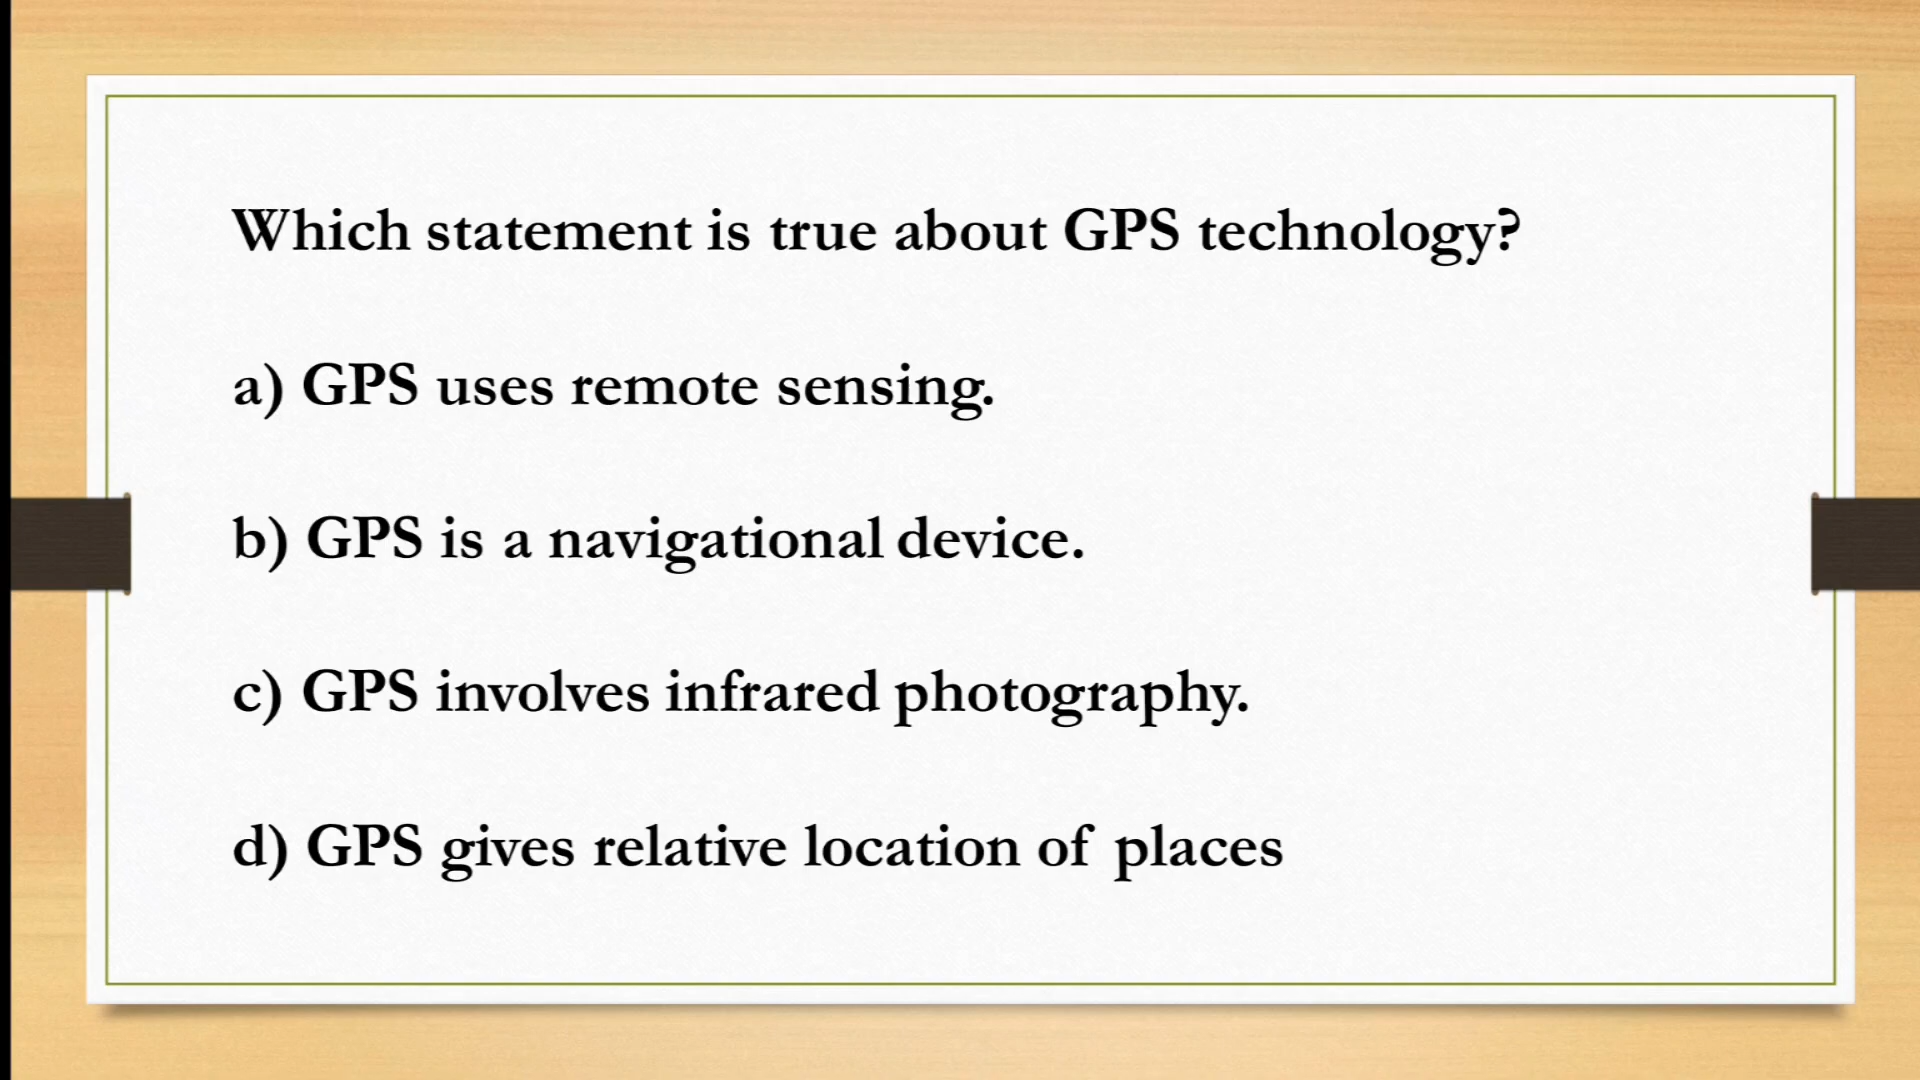 Which statement is true about GPS technology?
a) GPS uses remote sensing.
b) GPS is a navigational device.
c) GPS involves infrared photography.
d) GPS gives relative location of places